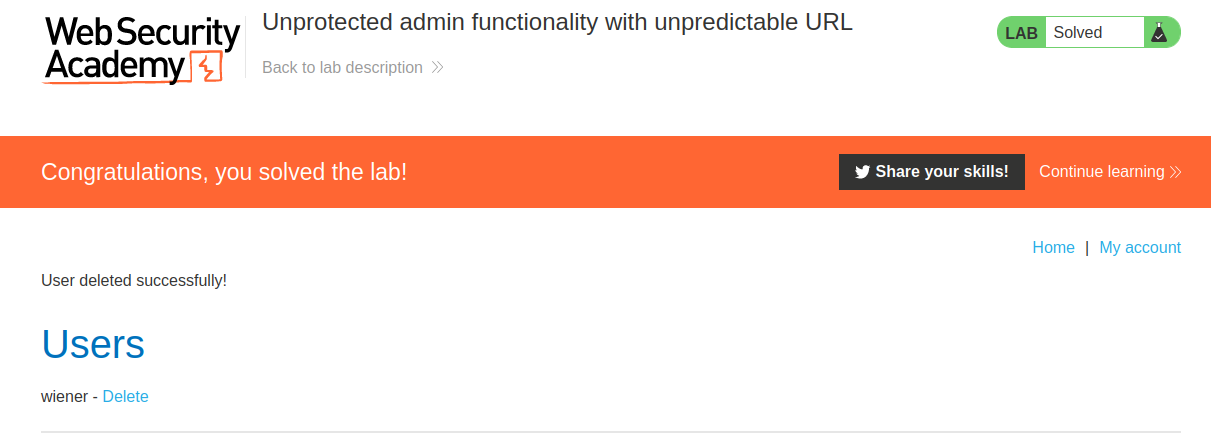 Web Security
Academy
Unprotected admin functionality with unpredictable URL
Back to lab description
LAB Solved
Congratulations, you solved the lab!
Share your skills! Continue learning
Home | My account
User deleted successfully!
Users
wiener - Delete